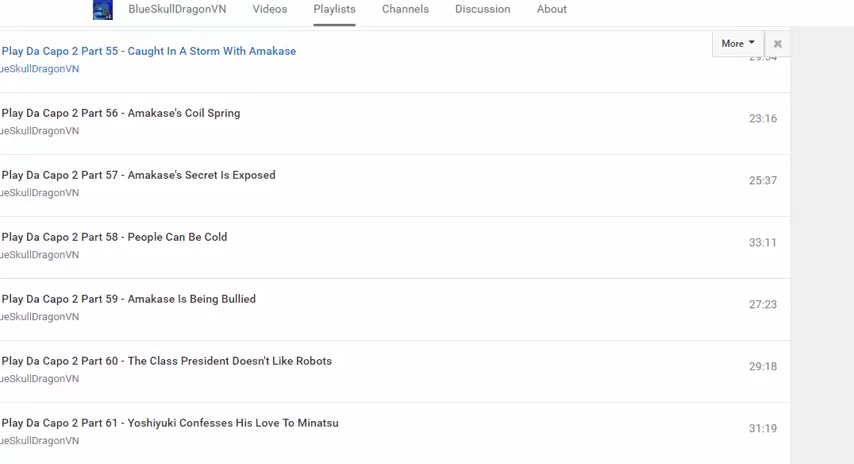 BlueSkullDragonVN Videos Playlists Channels Discussion About
More
Play Da Capo 2 Part 55 - Caught In A Storm With Amakase
ueSkullDragonVN
29:54
Play Da Capo 2 Part 56 - Amakase's Coil Spring
23:16
ueSkullDragonVN
Play Da Capo 2 Part 57 - Amakase's Secret Is Exposed
25:37
ueSkullDragonVN
Play Da Capo 2 Part 58 - People Can Be Cold
33:11
ueSkullDragonVN
Play Da Capo 2 Part 59 - Amakase Is Being Bullied
27:23
ueSkullDragonVN
Play Da Capo 2 Part 60 - The Class President Doesn't Like Robots
29:18
ueSkullDragonVN
Play Da Capo 2 Part 61 - Yoshiyuki Confesses His Love To Minatsu
31:19
ueSkullDragonVN